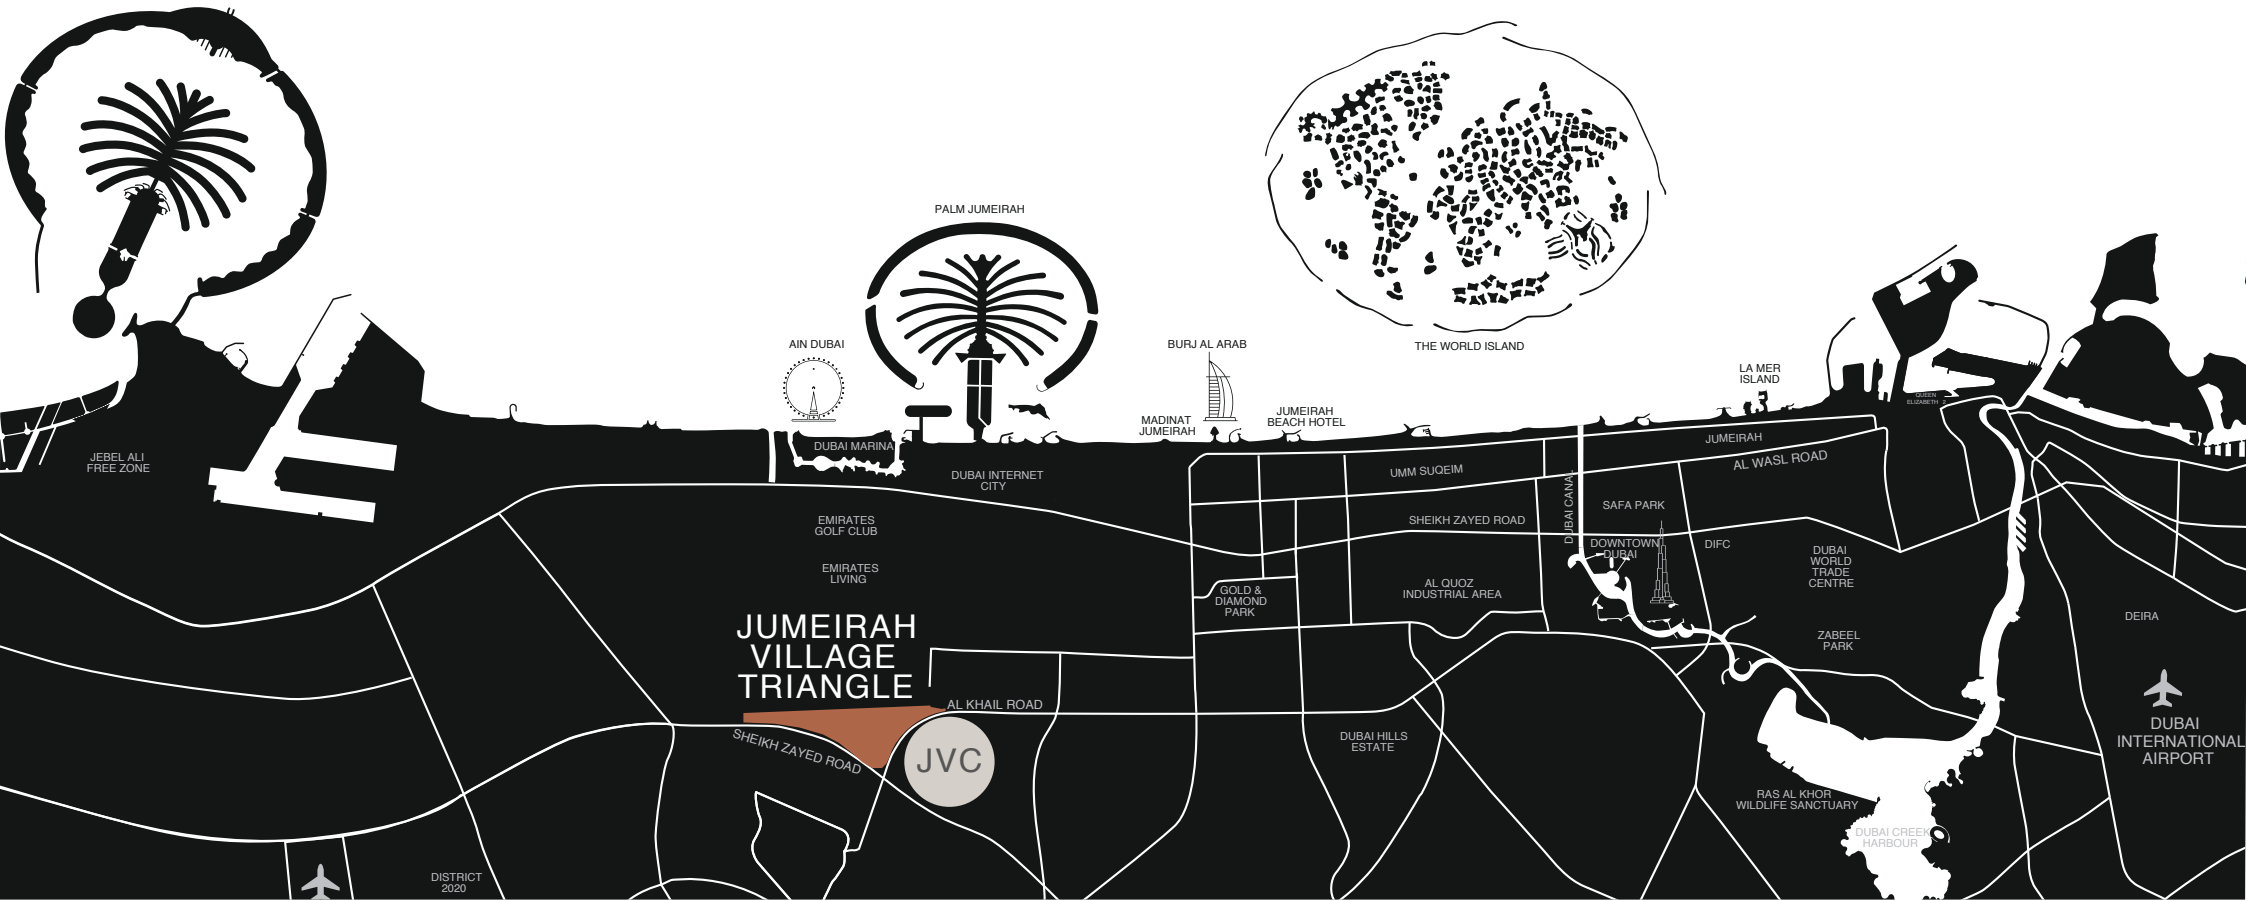 PALM JUMEIRAH
THE WORLD ISLAND
AIN DUBAI
BURJ AL ARAB
LA MER
ISLAND
QUEEN
ELIZABETH 2
MADINAT
JUMEIRAH
JUMEIRAH
BEACH HOTEL
JEBEL ALI
FREE ZONE
DUBAI MARINA
DUBAI INTERNET
CITY
UMM SUQEIM
JUMEIRAH
AL WASL ROAD
EMIRATES
GOLF CLUB
SHEIKH ZAYED ROAD
DUBAI CANAL
SAFA PARK
DOWNTOWN
DUBAI
DIFC
DUBAI
WORLD
TRADE
CENTRE
EMIRATES
LIVING
GOLD &
DIAMOND
PARK
AL QUOZ
INDUSTRIAL AREA
DEIRA
ZABEEL
PARK
JUMEIRAH
VILLAGE
TRIANGLE
AL KHAIL ROAD
SHEIKH ZAYED ROAD
JVC
DUBAI HILLS
ESTATE
DUBAI
INTERNATIONAL
AIRPORT
RAS AL KHOR
WILDLIFE SANCTUARY
DUBAI CREEK
HARBOUR
DISTRICT
2020